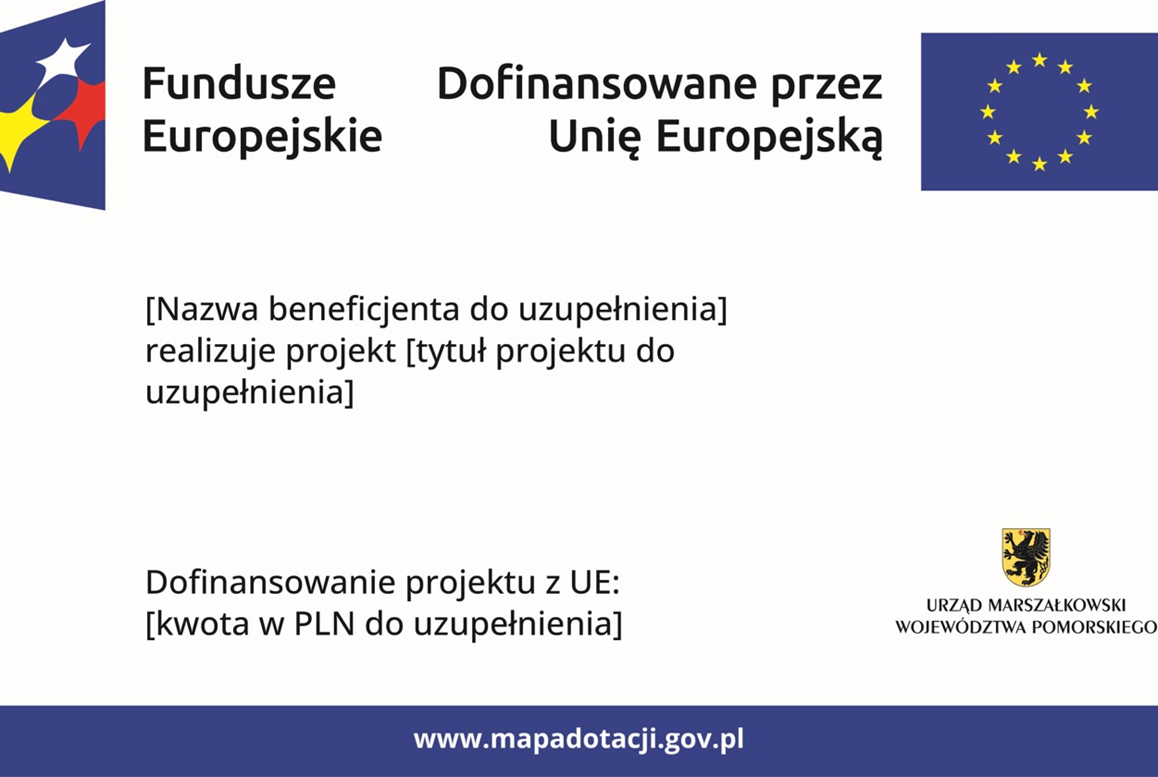 Fundusze
Europejskie
Dofinansowane przez
Unię Europejską
[Nazwa beneficjenta do uzupełnienia]
realizuje projekt [tytuł projektu do
uzupełnienia]
Dofinansowanie projektu z UE:
[kwota w PLN do uzupełnienia]
URZĄD MARSZAŁKOWSKI
WOJEWÓDZTWA POMORSKIEGO
www.mapadotacji.gov.pl